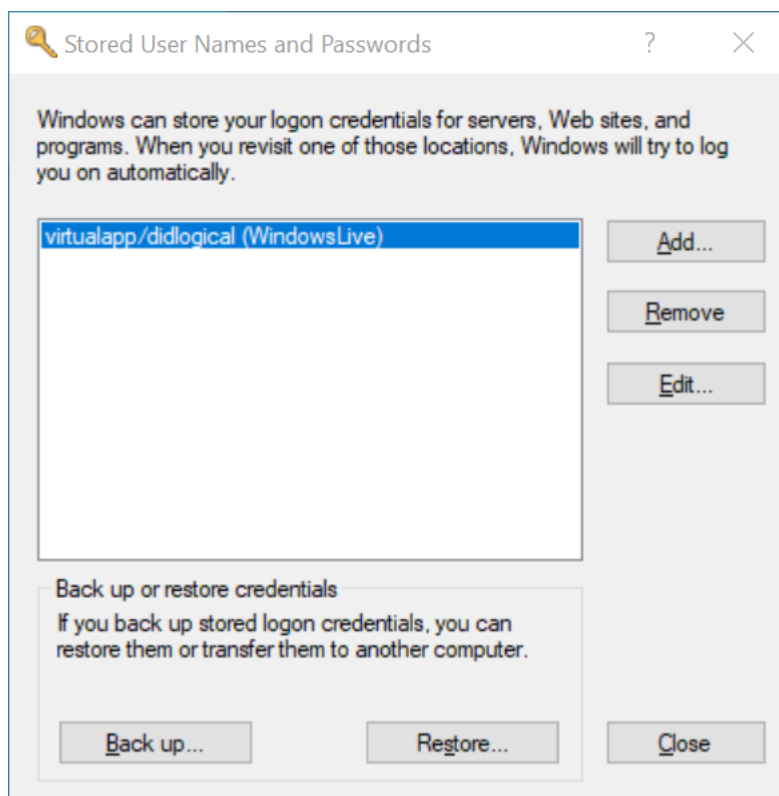 Stored User Names and Passwords
Windows can store your logon credentials for servers, Web sites, and
programs. When you revisit one of those locations, Windows will try to log
you on automatically.
virtualapp/didlogical (WindowsLive)
Add...
Remove
Edit...
Back up or restore credentials
If you back up stored logon credentials, you can
restore them or transfer them to another computer.
Back up...
Restore...
Close